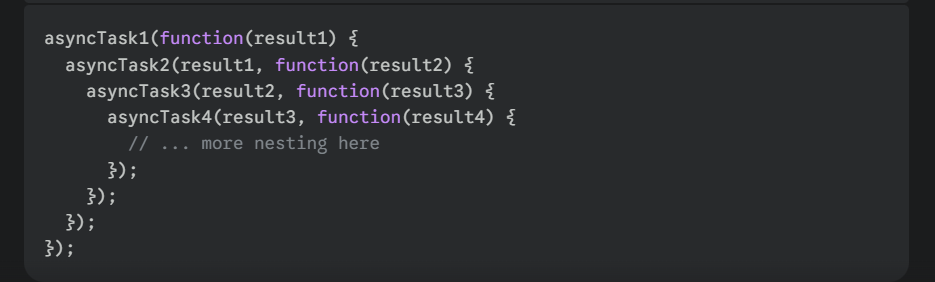 asyncTask1(function(result1) {
  asyncTask2(result1, function(result2) {
    asyncTask3(result2, function(result3) {
      asyncTask4(result3, function(result4) {
        // ... more nesting here
      });
    });
  });
});